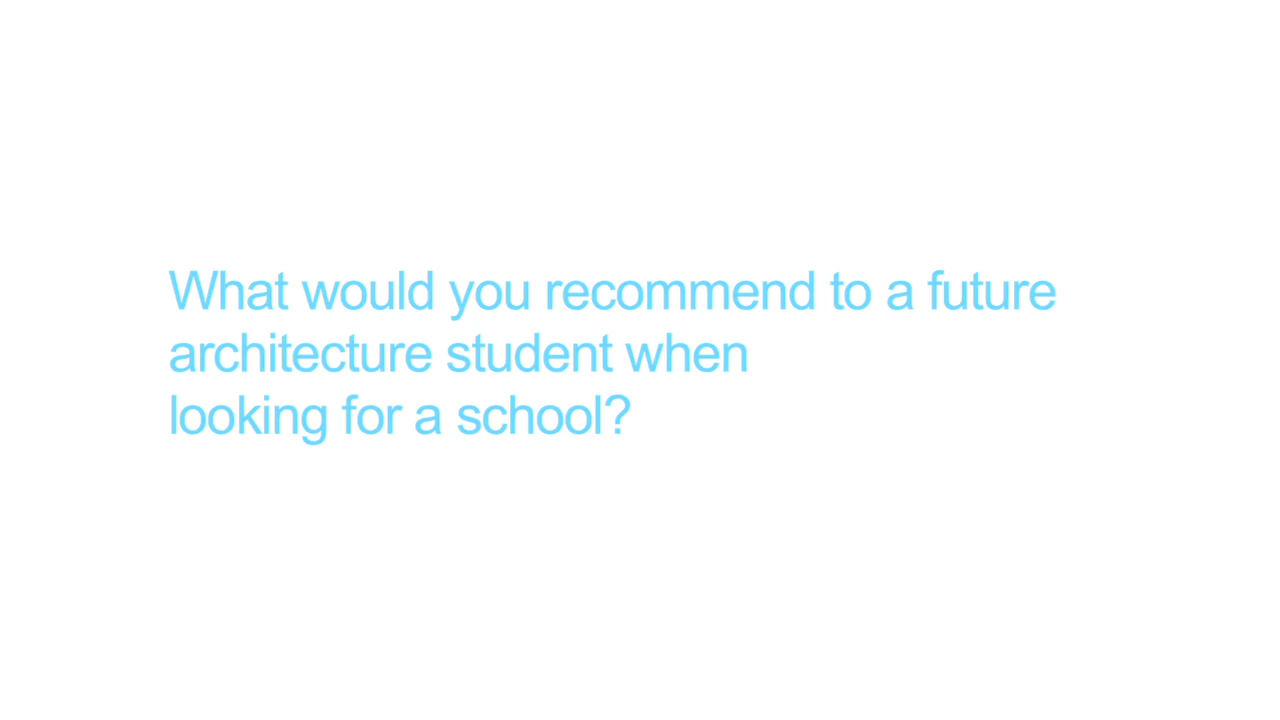 What would you recommend to a future
architecture student when
looking for a school?